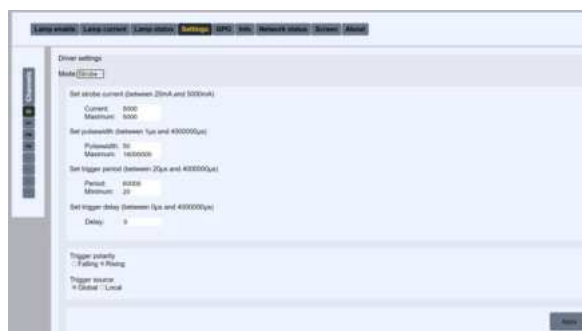 Lamp enable Lamp current Lamp status Settings GPO Info Network status Screen About
Channels
Driver settings
Mode Strobe
Set strobe current (between 20mA and 5000mA)
Current: 5000
Maximum: 5000
Set pulsewidth (between 1µs and 4000000µs)
Pulsewidth: 50
Maximum:
Set trigger period (between 20µs and 4000000µs)
Period:
Minimum: 20
Set trigger delay (between 0µs and 4000000µs)
Delay: 0
Trigger polarity
Falling Rising
Trigger source
Global Local